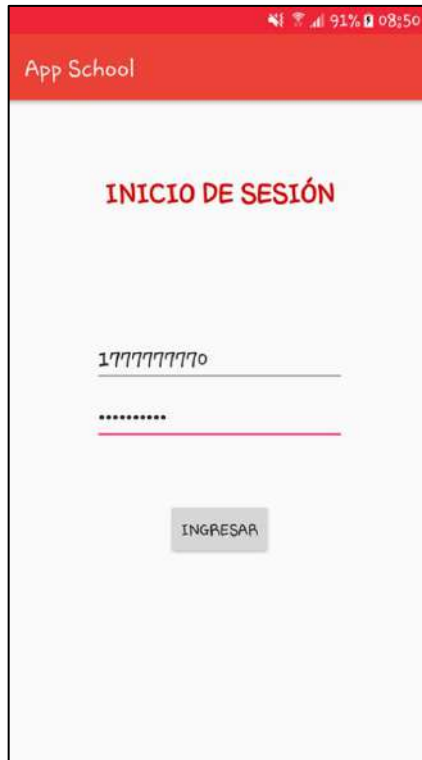 91% 08:50
App School
INICIO DE SESIÓN
1777777770
••••••••••
INGRESAR